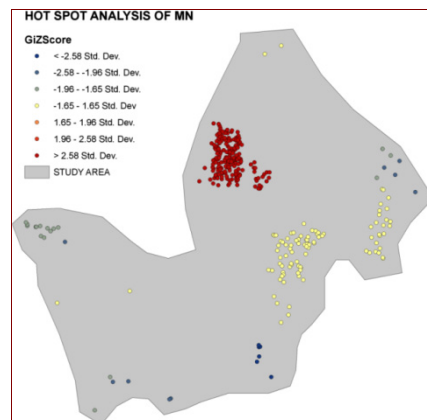 HOT SPOT ANALYSIS OF MN
GiZScore
< -2.58 Std. Dev.
-2.58 - -1.96 Std. Dev.
-1.96 - -1.65 Std. Dev.
-1.65 - 1.65 Std. Dev
1.65 - 1.96 Std. Dev.
1.96 - 2.58 Std. Dev.
> 2.58 Std. Dev.
STUDY AREA